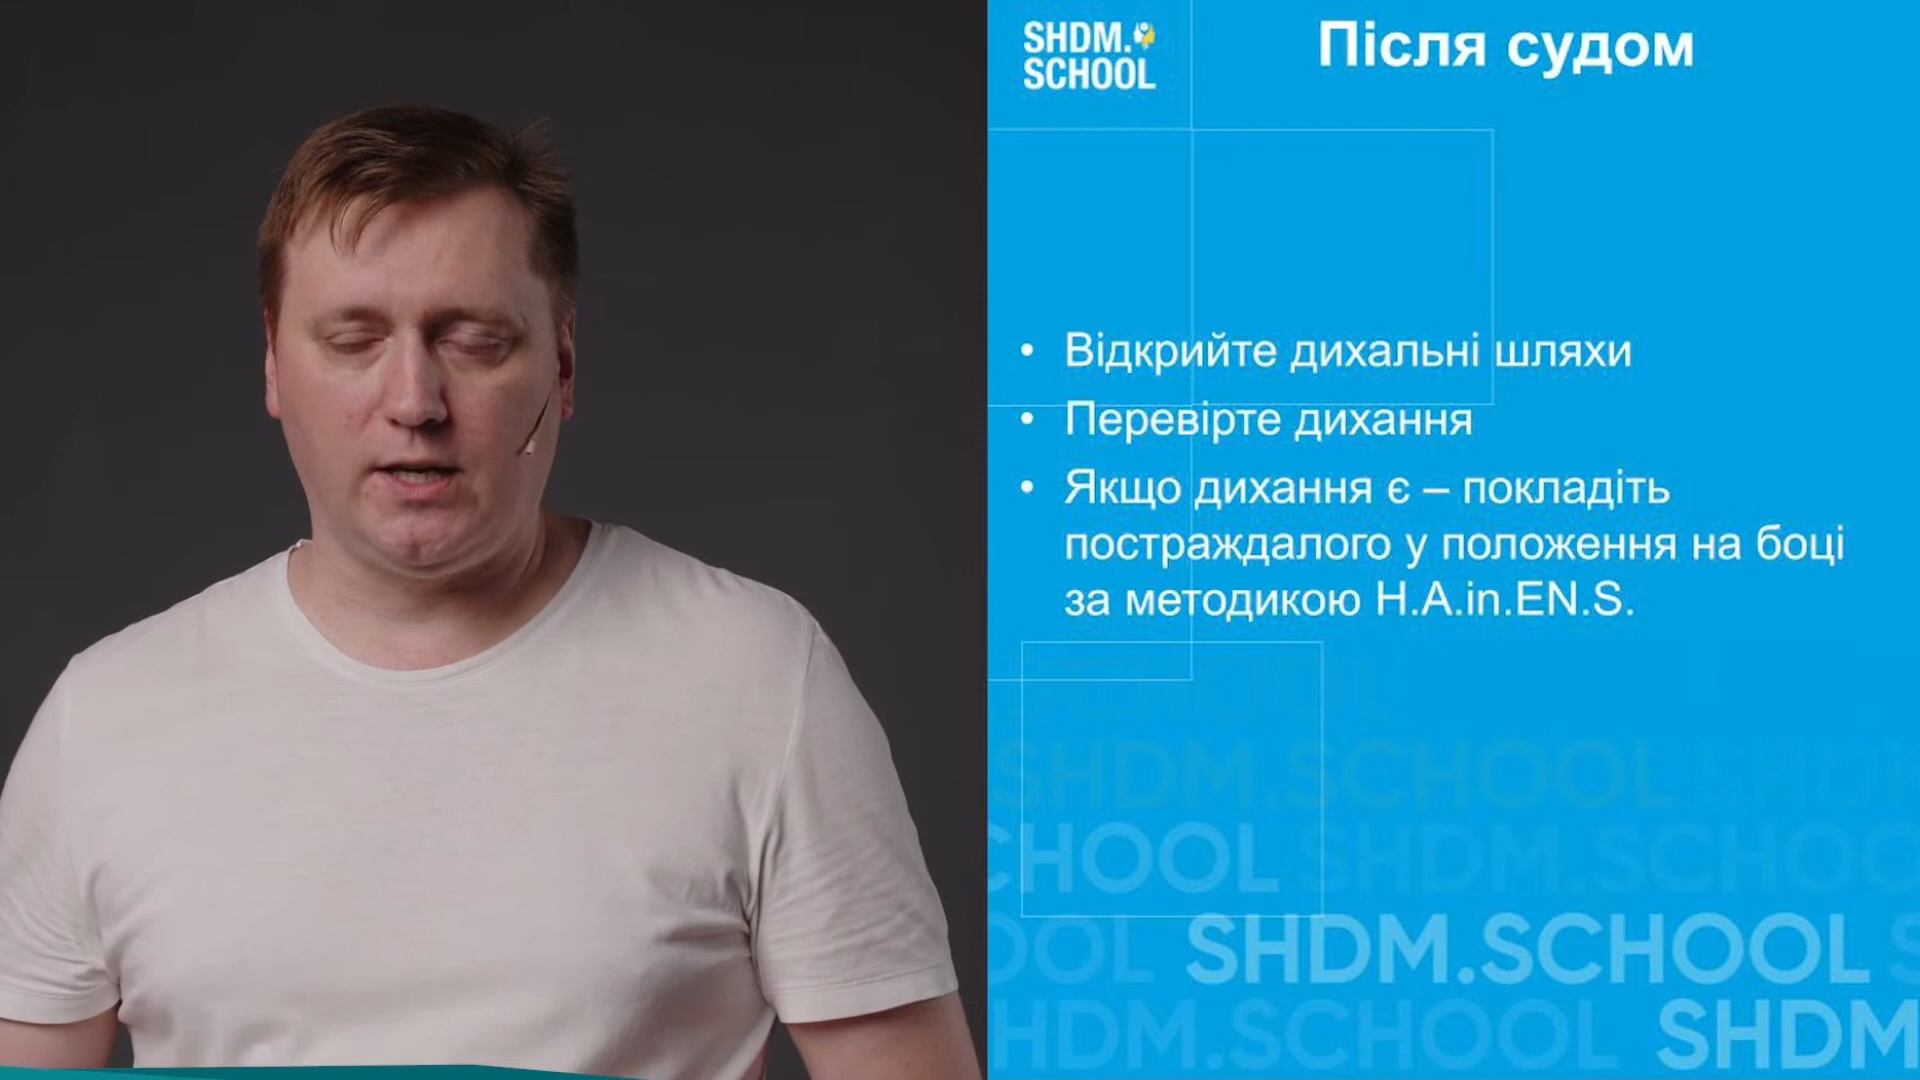 SHDM.
SCHOOL
Після судом
• Відкрийте дихальні шляхи
• Перевірте дихання
• Якщо дихання є – покладіть
постраждалого у положення на боці
за методикою H.A.in.EN.S.
SHDM.SCHOOL SHDM
CHOOL SHDM.SCHOO
OOL SHDM.SCHOOL S
HDM.SCHOOL SHDM